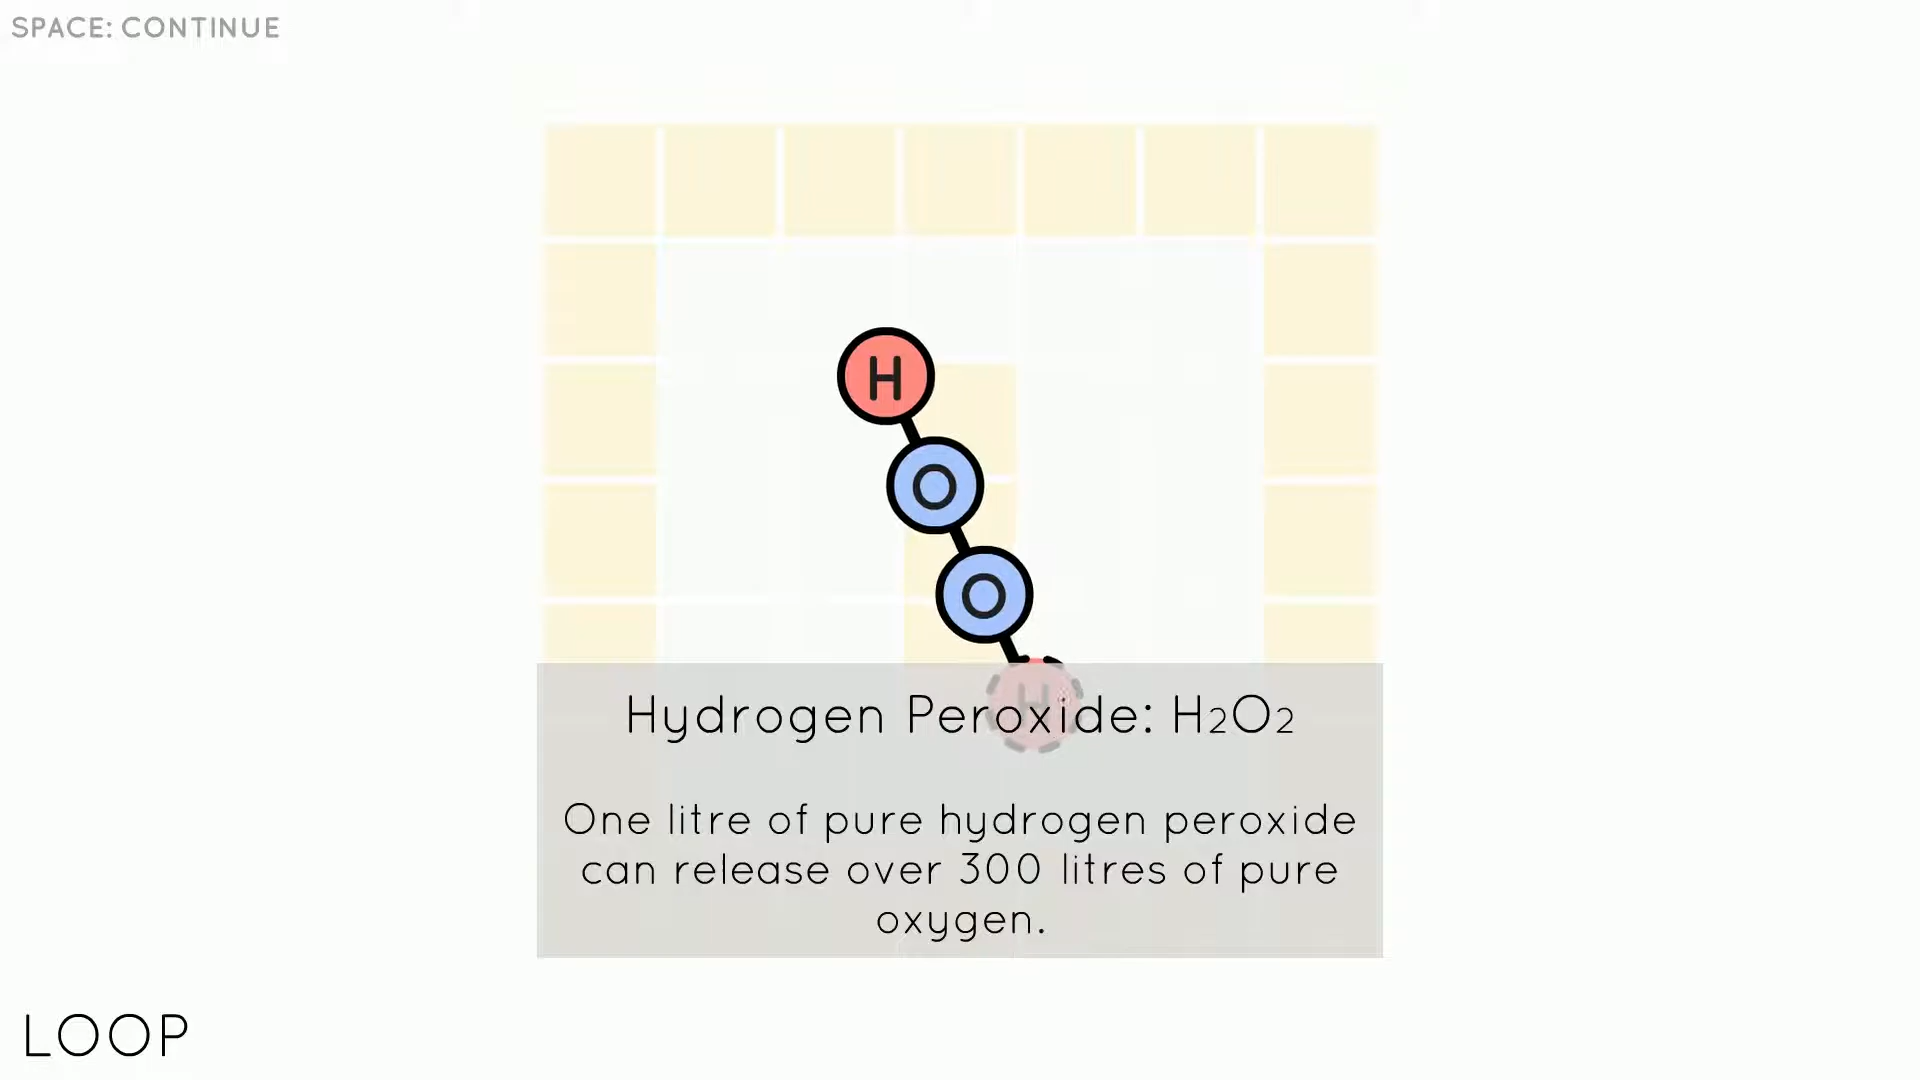 SPACE: CONTINUE
H
O
O
H
Hydrogen Peroxide: H2O2
One litre of pure hydrogen peroxide
can release over 300 litres of pure
oxygen.
LOOP